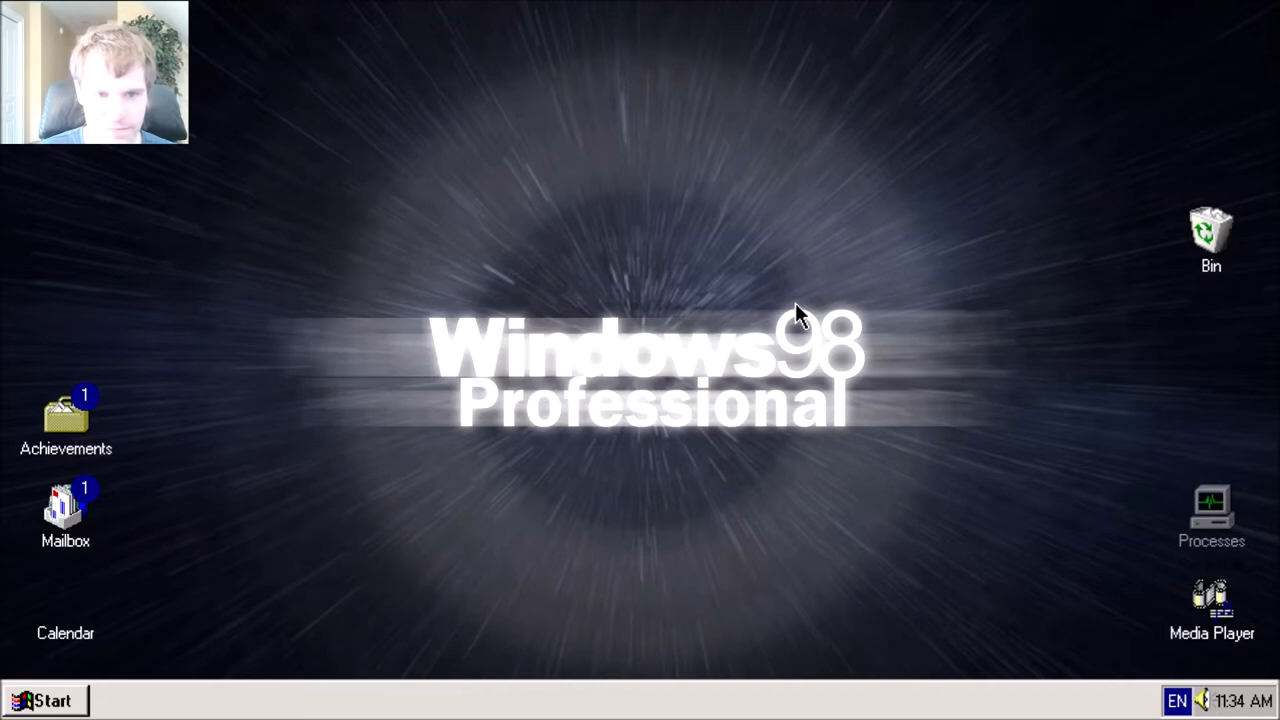 Windows98
Professional
Bin
1
Achievements
1
Mailbox
Processes
Calendar
Media Player
Start
EN
11:34 AM